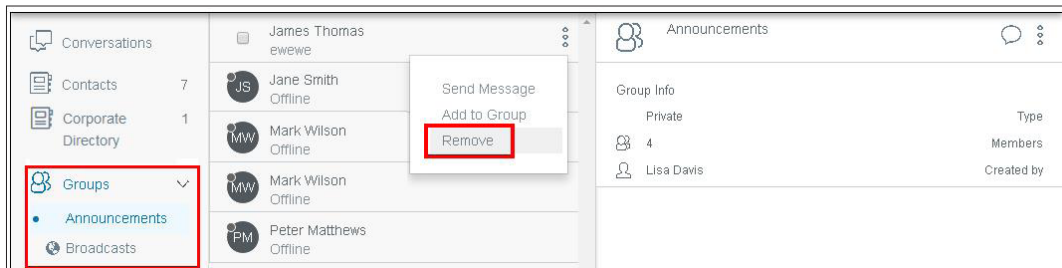 Conversations
Contacts 7
Corporate 1
Directory
Groups
Announcements
Broadcasts
James Thomas
ewewe
JS Jane Smith
Offline
MW Mark Wilson
Offline
MW Mark Wilson
Offline
PM Peter Matthews
Offline
Send Message
Add to Group
Remove
Announcements
Group Info
Private Type
4 Members
Lisa Davis Created by